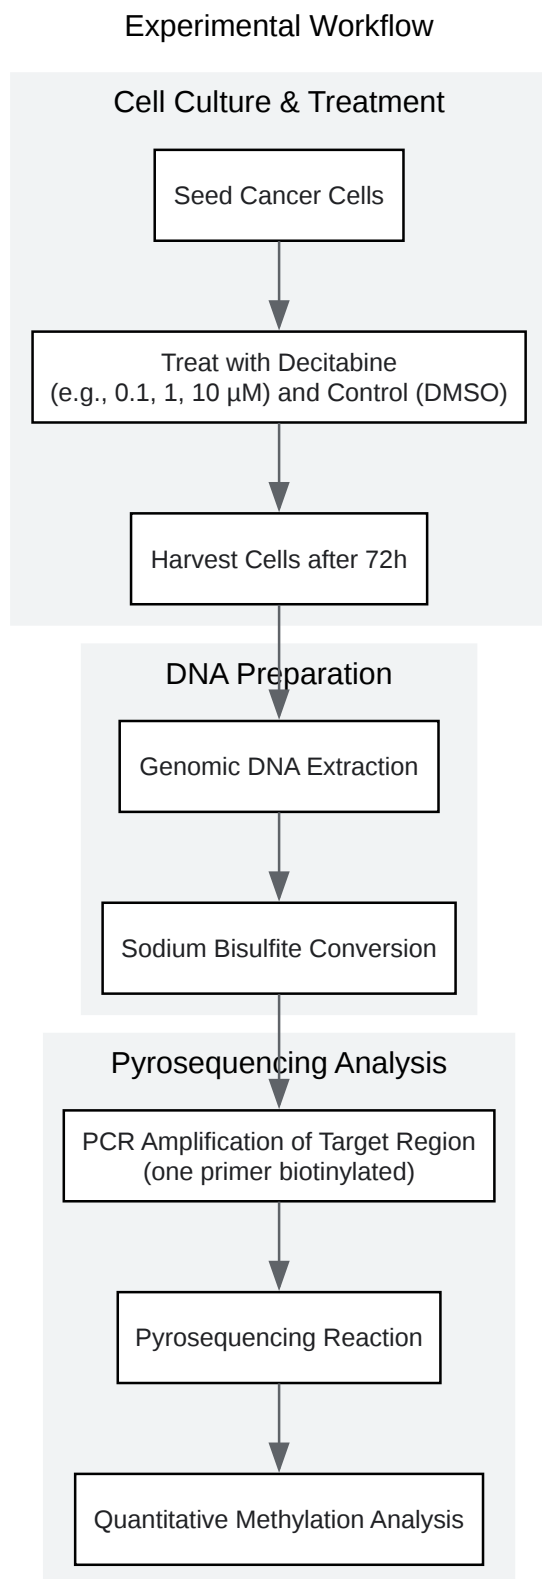 Experimental Workflow
Cell Culture & Treatment
Seed Cancer Cells
Treat with Decitabine
(e.g., 0.1, 1, 10 µM) and Control (DMSO)
Harvest Cells after 72h
DNA Preparation
Genomic DNA Extraction
Sodium Bisulfite Conversion
Pyrosequencing Analysis
PCR Amplification of Target Region
(one primer biotinylated)
Pyrosequencing Reaction
Quantitative Methylation Analysis